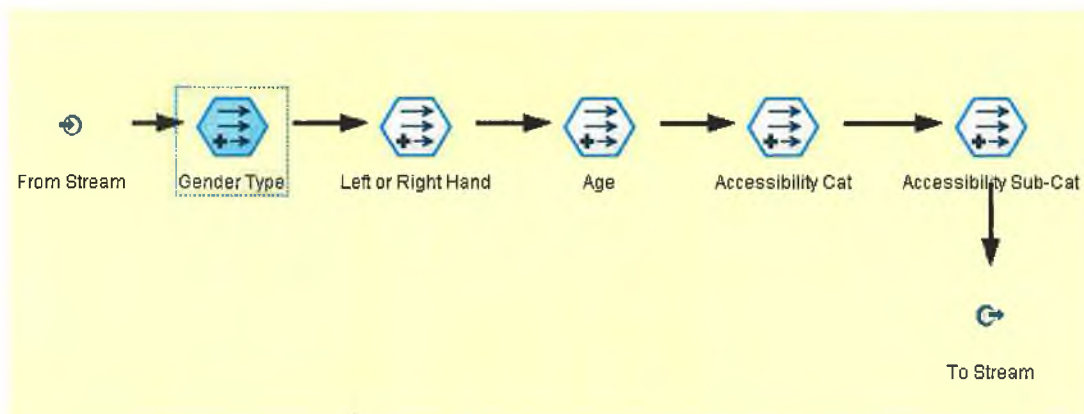 From Stream
Gender Type
Left or Right Hand
Age
Accessibility Cat
Accessibility Sub-Cat
To Stream